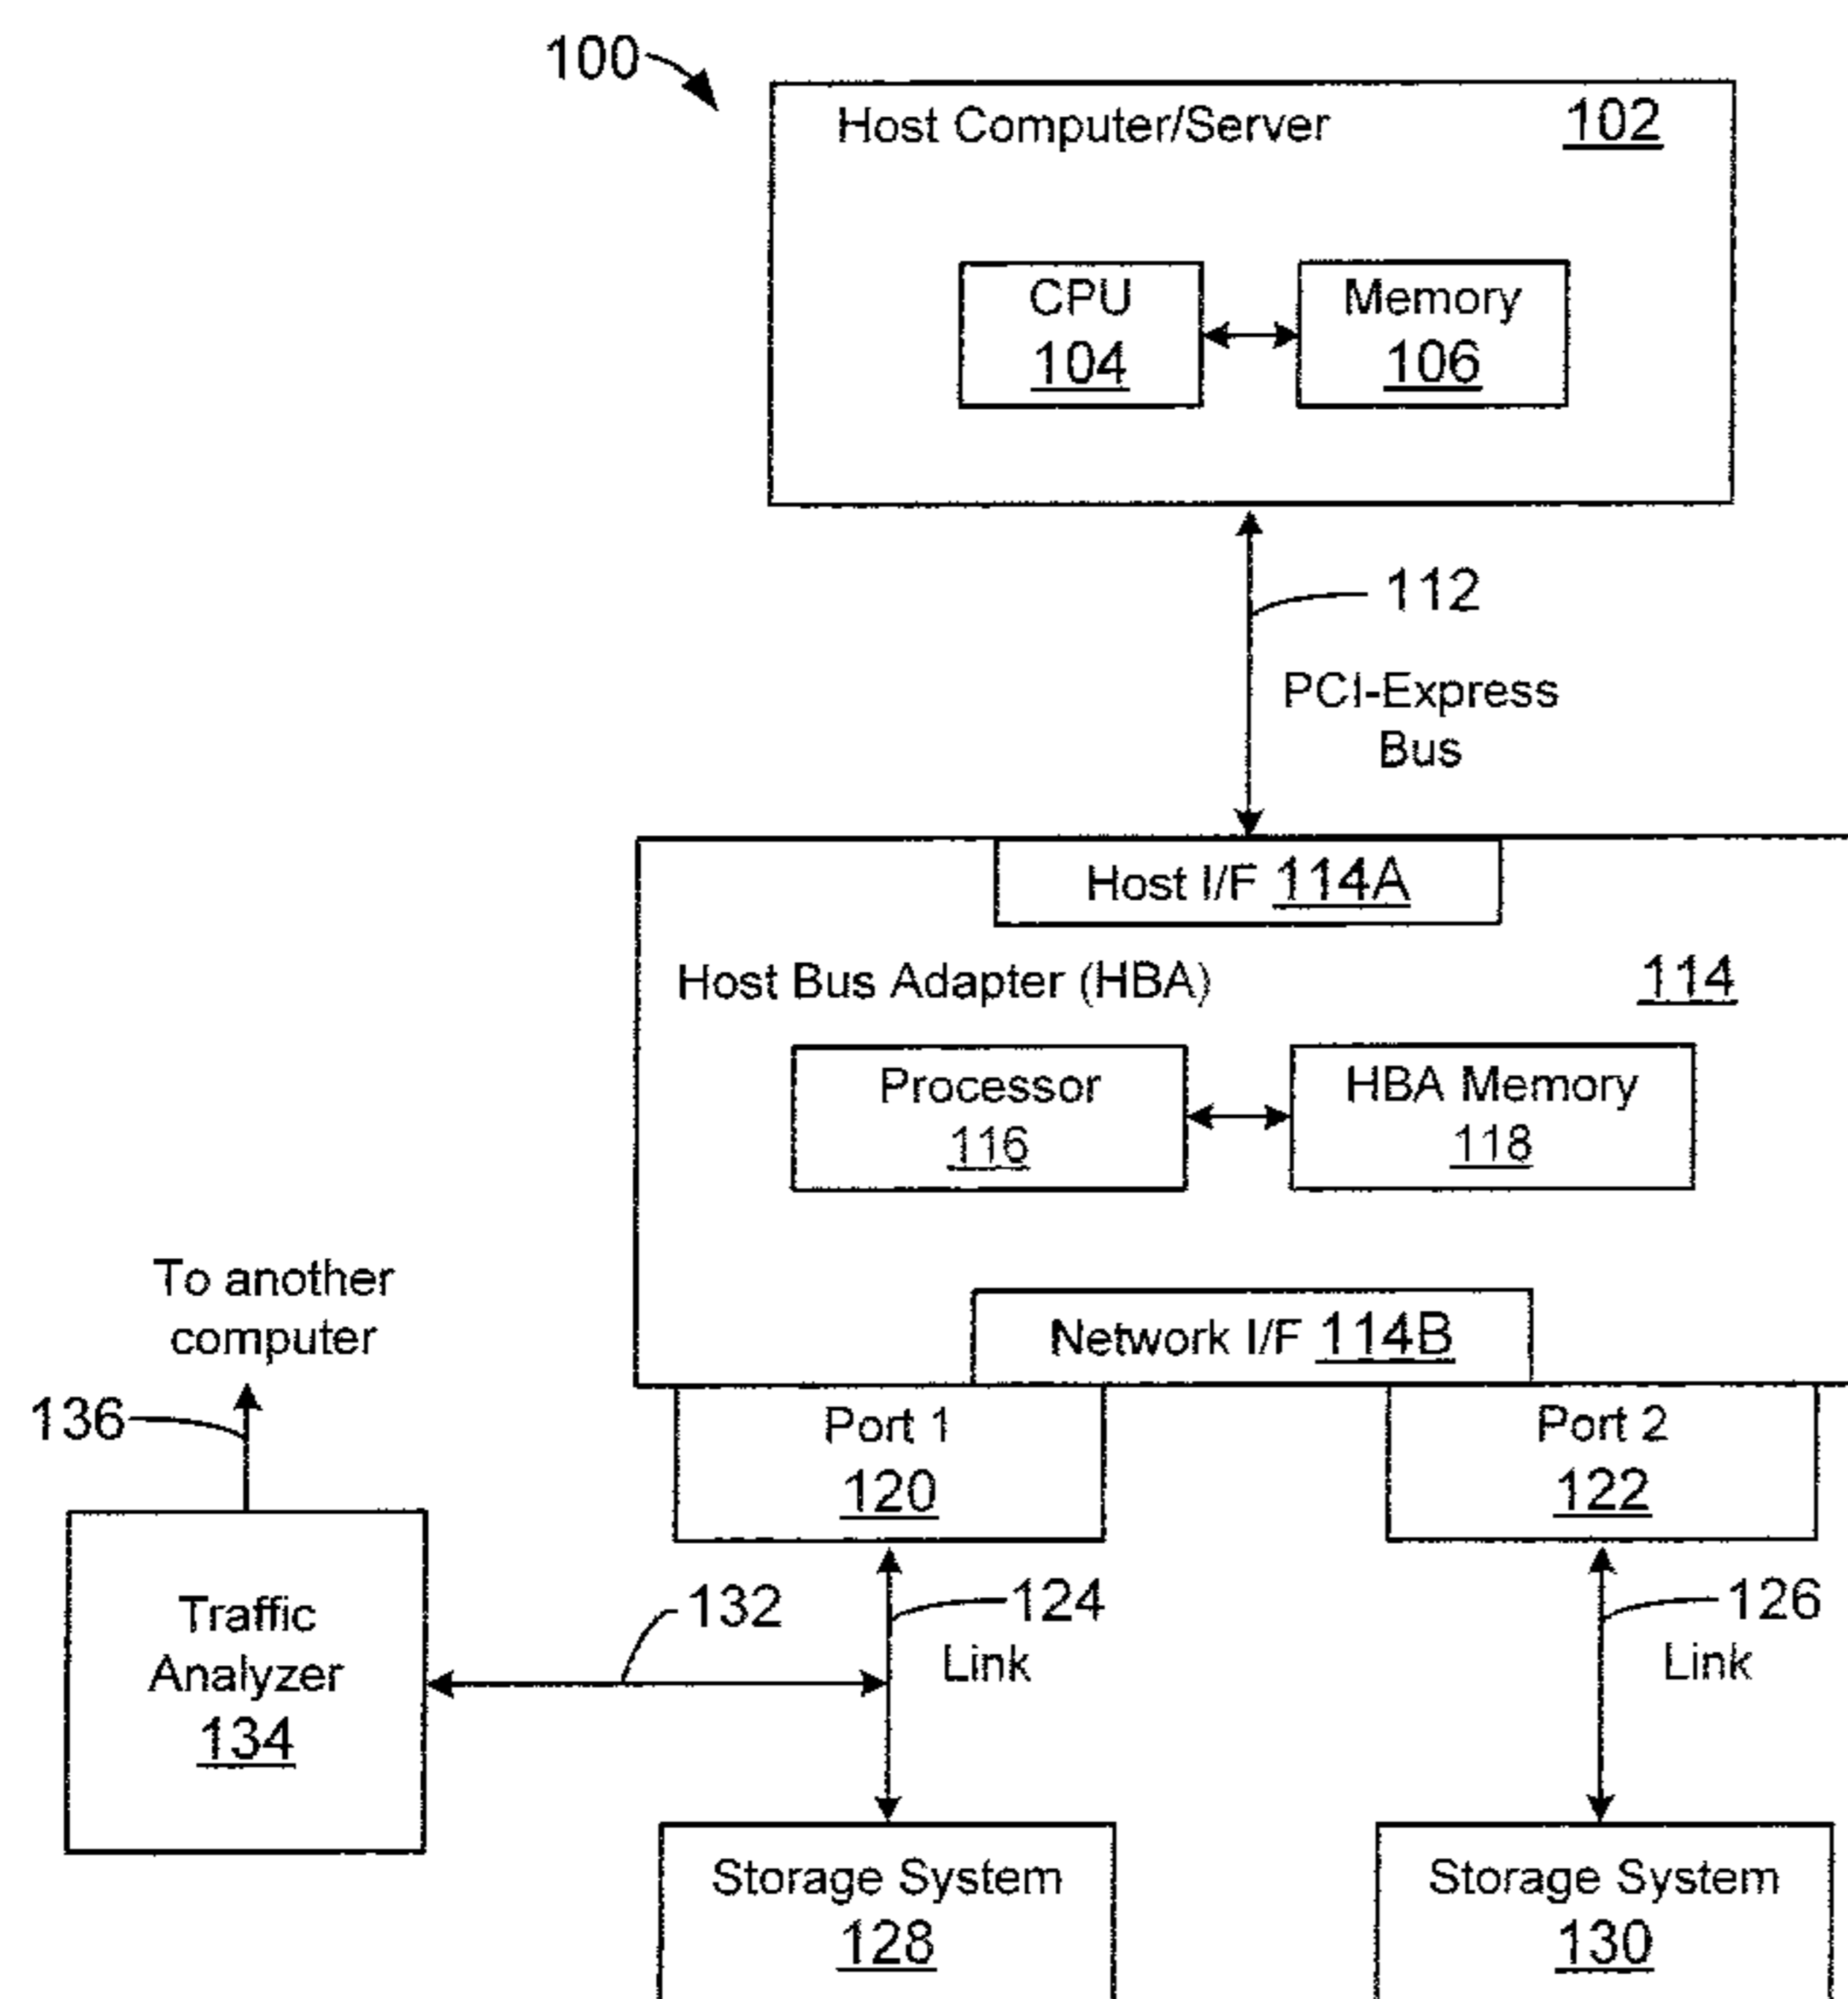 100
Host Computer/Server 102
CPU
104
Memory
106
112
PCI-Express
Bus
Host I/F 114A
Host Bus Adapter (HBA) 114
Processor
116
HBA Memory
118
Network I/F 114B
To another
computer
136
Port 1
120
Port 2
122
Traffic
Analyzer
134
132
124
Link
126
Link
Storage System
128
Storage System
130